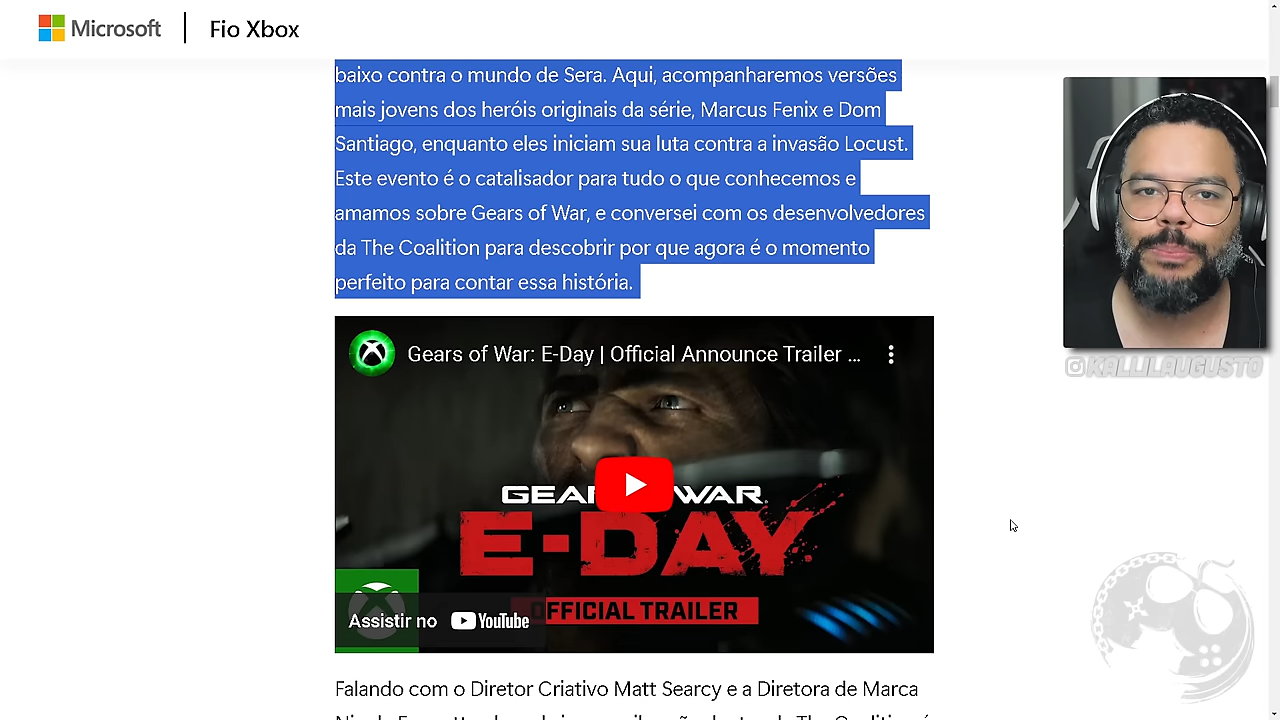 Microsoft
Fio Xbox
baixo contra o mundo de Sera. Aqui, acompanharemos versões
mais jovens dos heróis originais da série, Marcus Fenix e Dom
Santiago, enquanto eles iniciam sua luta contra a invasão Locust.
Este evento é o catalisador para tudo o que conhecemos e
amamos sobre Gears of War, e conversei com os desenvolvedores
da The Coalition para descobrir por que agora é o momento
perfeito para contar essa história.
Gears of War: E-Day | Official Announce Trailer ...
WAR
E-DAY
OFFICIAL TRAILER
Assistir no YouTube
@KALLILAUGUSTO
Falando com o Diretor Criativo Matt Searcy e a Diretora de Marca